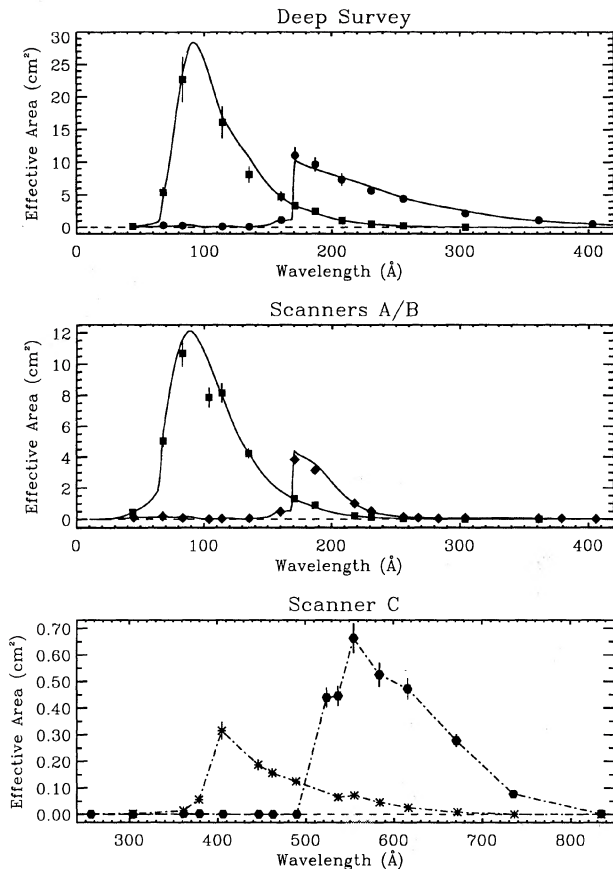 Deep Survey
Effective Area (cm²)
30
25
20
15
10
5
0
0 100 200 300 400
Wavelength (Å)
Scanners A/B
Effective Area (cm²)
12
10
8
6
4
2
0
0 100 200 300 400
Wavelength (Å)
Scanner C
Effective Area (cm²)
0.70
0.60
0.50
0.40
0.30
0.20
0.10
0.00
300 400 500 600 700 800
Wavelength (Å)